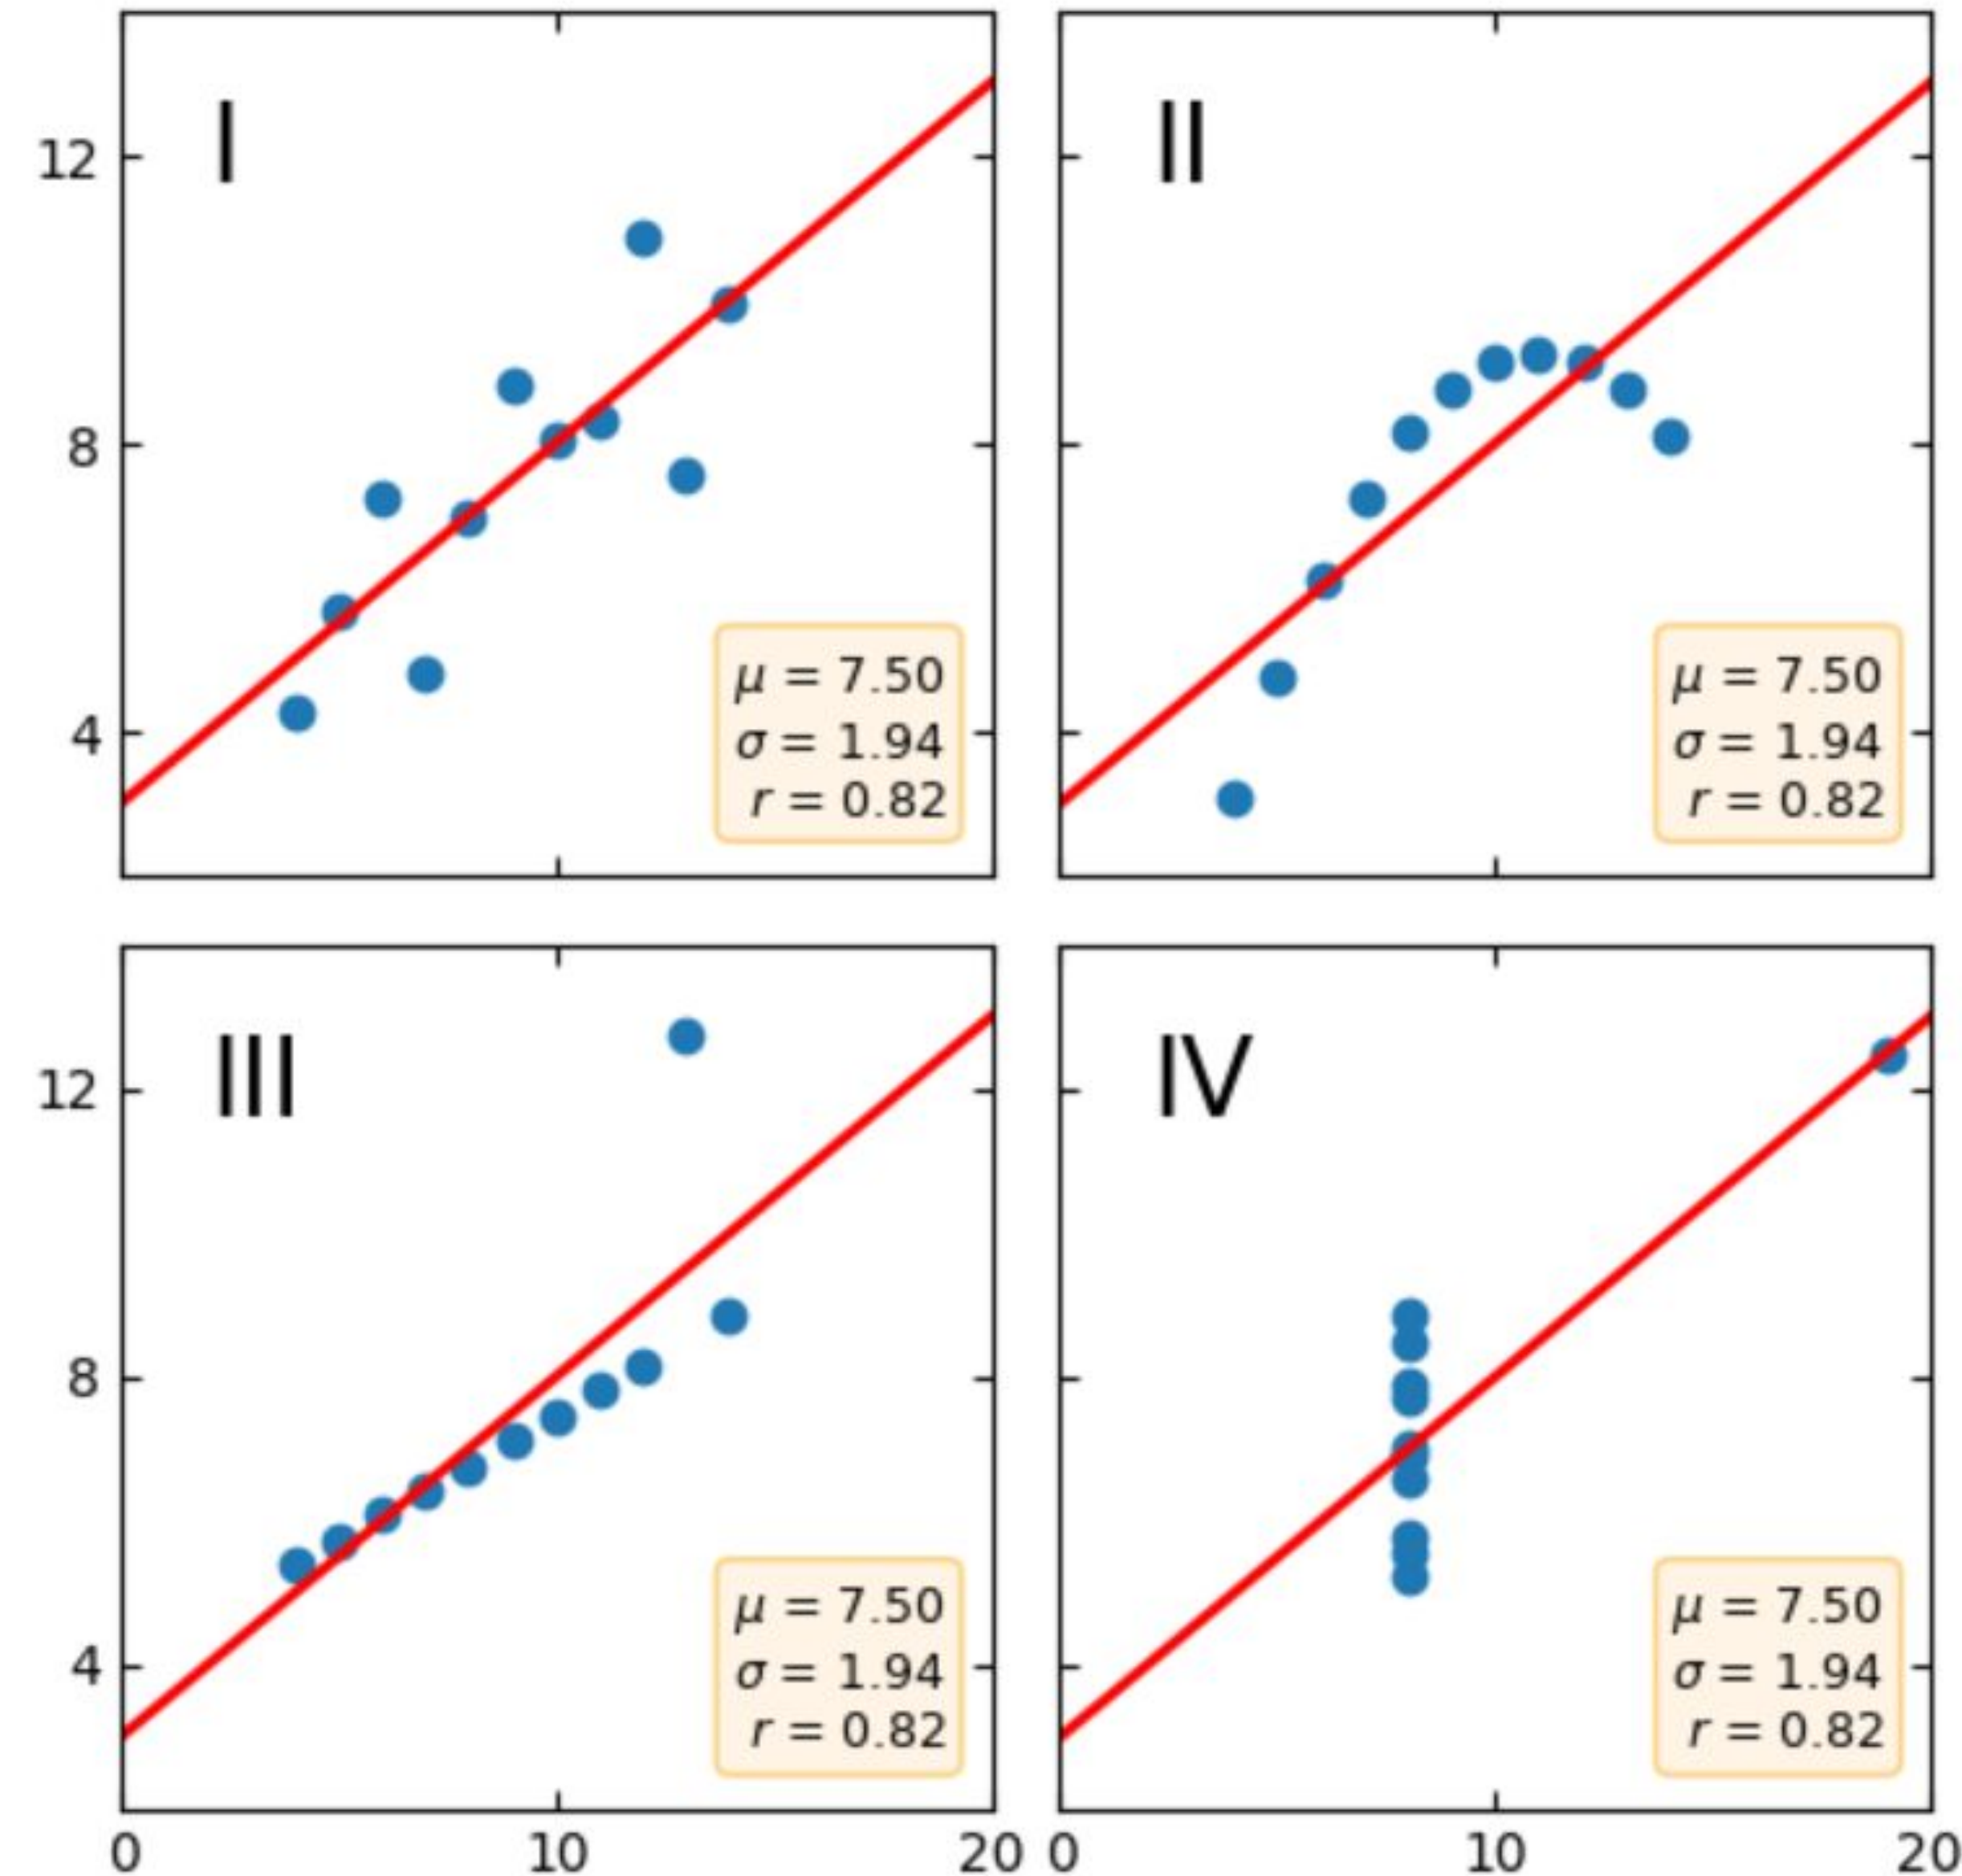 I
II
12
8
4
μ = 7.50
σ = 1.94
r = 0.82
μ = 7.50
σ = 1.94
r = 0.82
III
IV
12
8
4
μ = 7.50
σ = 1.94
r = 0.82
μ = 7.50
σ = 1.94
r = 0.82
0 10 20 0 10 20